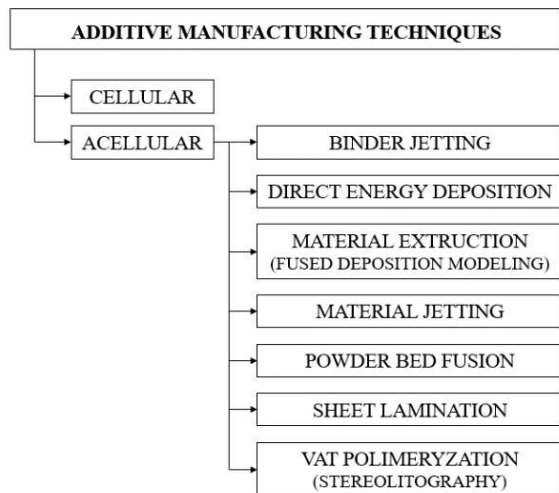 ADDITIVE MANUFACTURING TECHNIQUES
CELLULAR
ACELLULAR
BINDER JETTING
DIRECT ENERGY DEPOSITION
MATERIAL EXTRUCTION
(FUSED DEPOSITION MODELING)
MATERIAL JETTING
POWDER BED FUSION
SHEET LAMINATION
VAT POLIMERYZATION
(STEREOLITOGRAPHY)